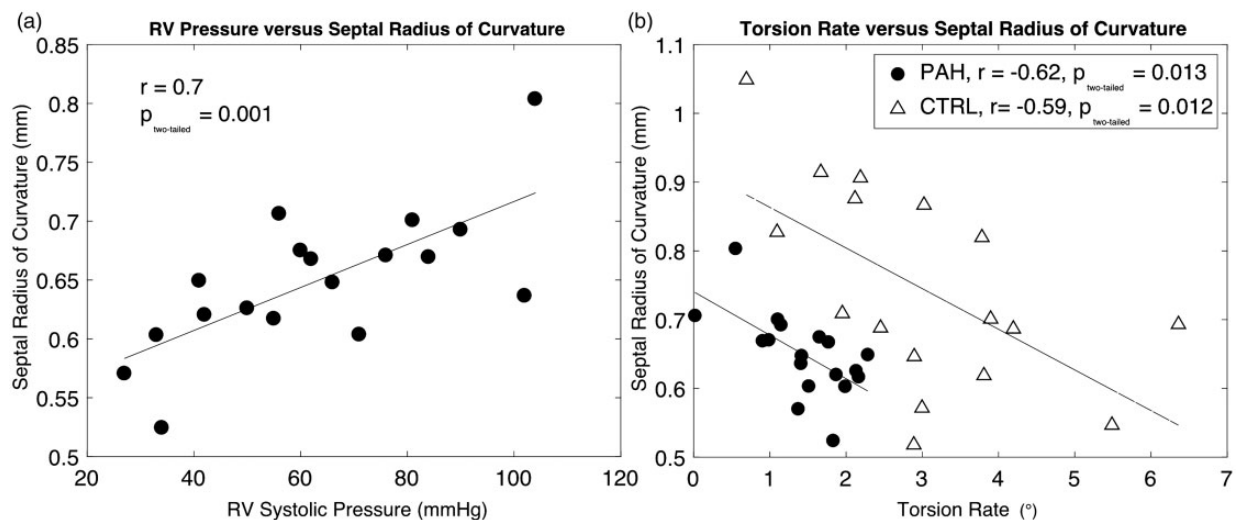 (a)
RV Pressure versus Septal Radius of Curvature
0.85
0.8
0.75
0.7
0.65
0.6
0.55
0.5
Septal Radius of Curvature (mm)
r = 0.7
p two-tailed = 0.001
20
40
60
80
100
120
RV Systolic Pressure (mmHg)
(b)
Torsion Rate versus Septal Radius of Curvature
1.1
1
0.9
0.8
0.7
0.6
0.5
Septal Radius of Curvature (mm)
PAH, r = -0.62, p two-tailed = 0.013
CTRL, r= -0.59, p two-tailed = 0.012
0
1
2
3
4
5
6
7
Torsion Rate (°)